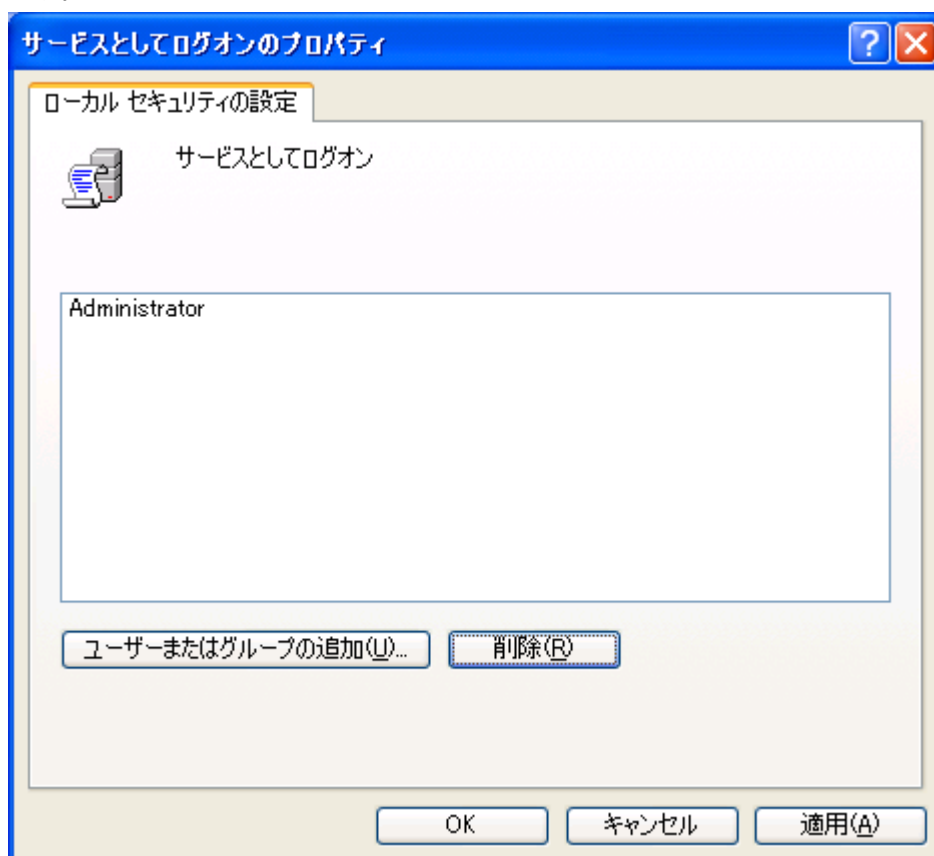 サービスとしてログオンのプロパティ
ローカル セキュリティの設定
サービスとしてログオン
Administrator
ユーザーまたはグループの追加(U)... 削除(R)
OK キャンセル 適用(A)